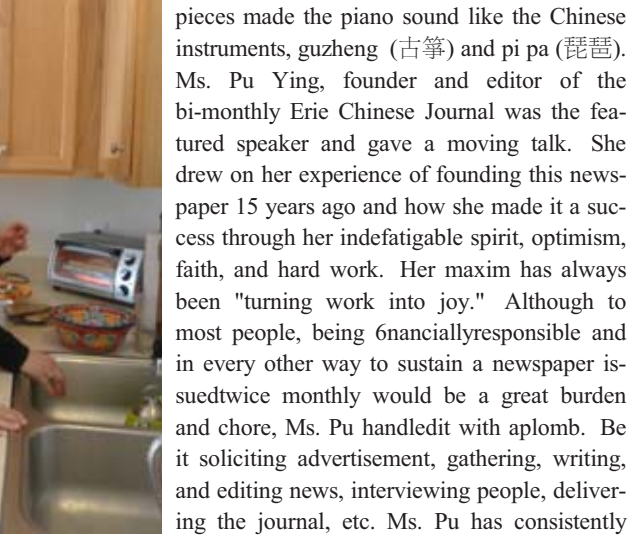 pieces made the piano sound like the Chinese
instruments, guzheng (古箏) and pi pa (琵琶).
Ms. Pu Ying, founder and editor of the
bi-monthly Erie Chinese Journal was the fea-
tured speaker and gave a moving talk. She
drew on her experience of founding this news-
paper 15 years ago and how she made it a suc-
cess through her indefatigable spirit, optimism,
faith, and hard work. Her maxim has always
been "turning work into joy." Although to
most people, being 6nanciallyresponsible and
in every other way to sustain a newspaper is-
suedtwice monthly would be a great burden
and chore, Ms. Pu handledit with aplomb. Be
it soliciting advertisement, gathering, writing,
and editing news, interviewing people, deliver-
ing the journal, etc. Ms. Pu has consistently